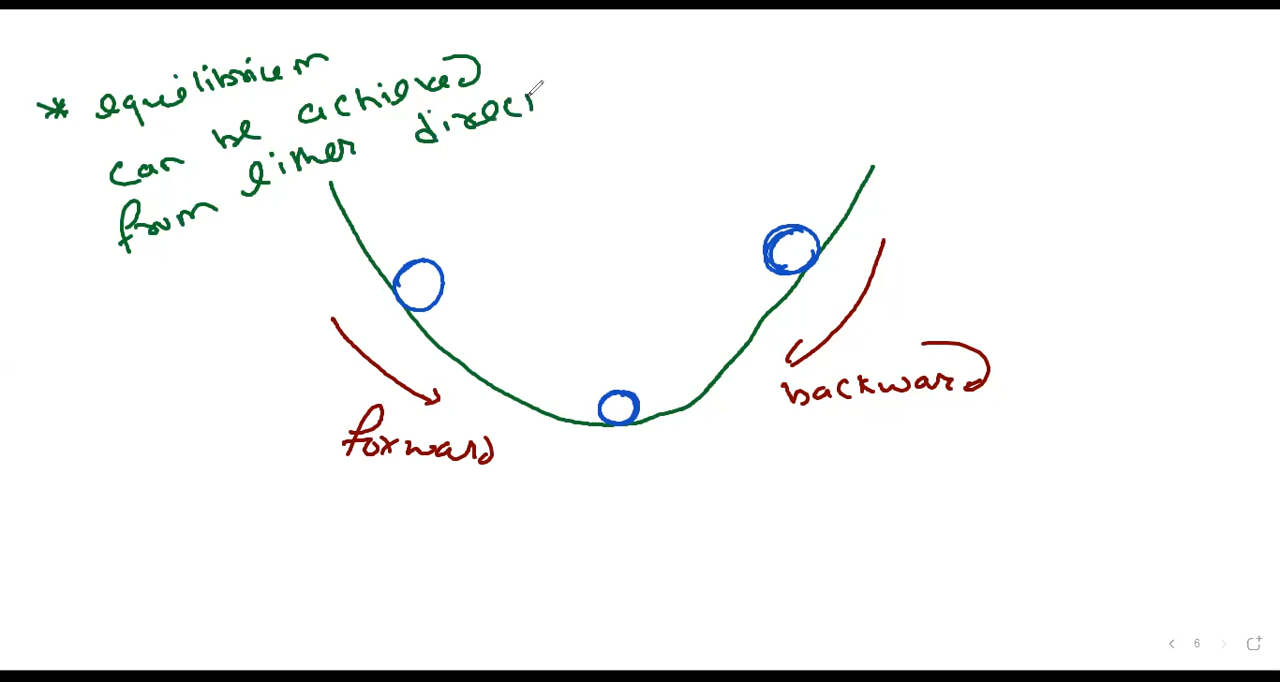 * equilibrium
can be achieved
from either direct
forward
backward
6